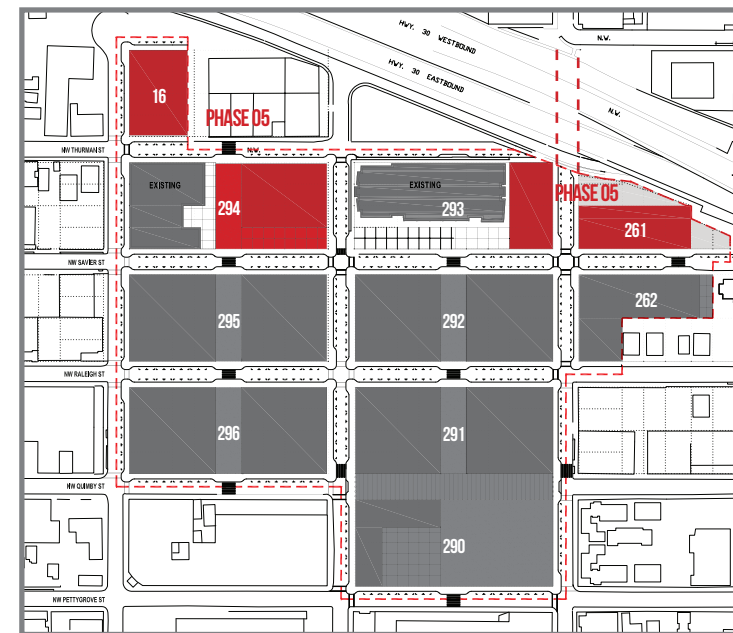 HWY. 30 WESTBOUND
N.W.
HWY. 30 EASTBOUND
16
PHASE 05
N.W.
NW THURMAN ST
N.W.
EXISTING
EXISTING
294
293
PHASE 05
261
NW SAVIER ST
295
292
262
NW RALEIGH ST
296
291
NW QUIMBY ST
290
NW PETTYGROVE ST